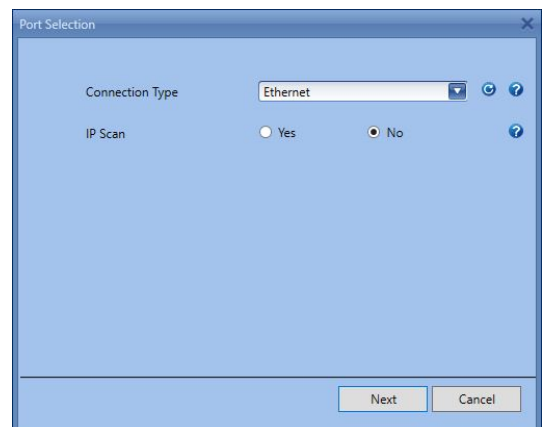 Port Selection
Connection Type Ethernet
IP Scan Yes No
Next Cancel